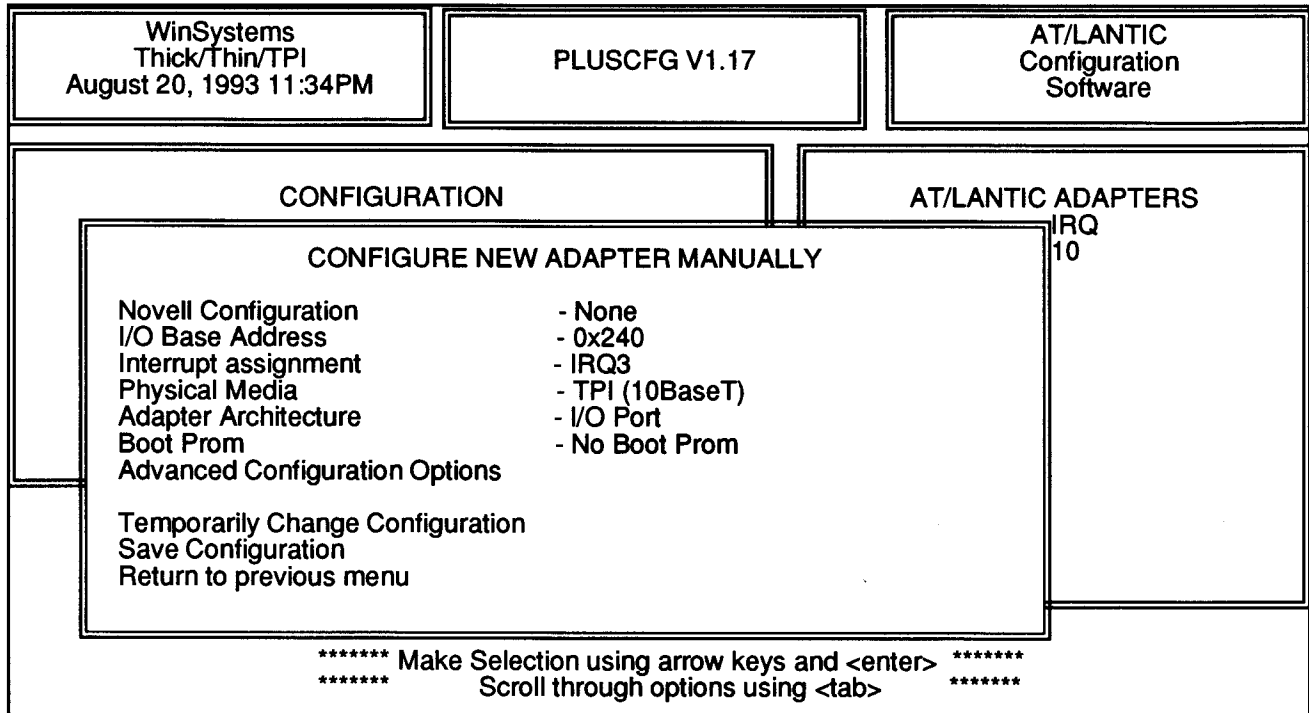 WinSystems
Thick/Thin/TPI
August 20, 1993 11:34PM
PLUSCFG V1.17
AT/LANTIC
Configuration
Software
CONFIGURATION
AT/LANTIC ADAPTERS
IRQ
10
CONFIGURE NEW ADAPTER MANUALLY
Novell Configuration - None
I/O Base Address - 0x240
Interrupt assignment - IRQ3
Physical Media - TPI (10BaseT)
Adapter Architecture - I/O Port
Boot Prom - No Boot Prom
Advanced Configuration Options
Temporarily Change Configuration
Save Configuration
Return to previous menu
******* Make Selection using arrow keys and <enter> *******
******* Scroll through options using <tab> *******